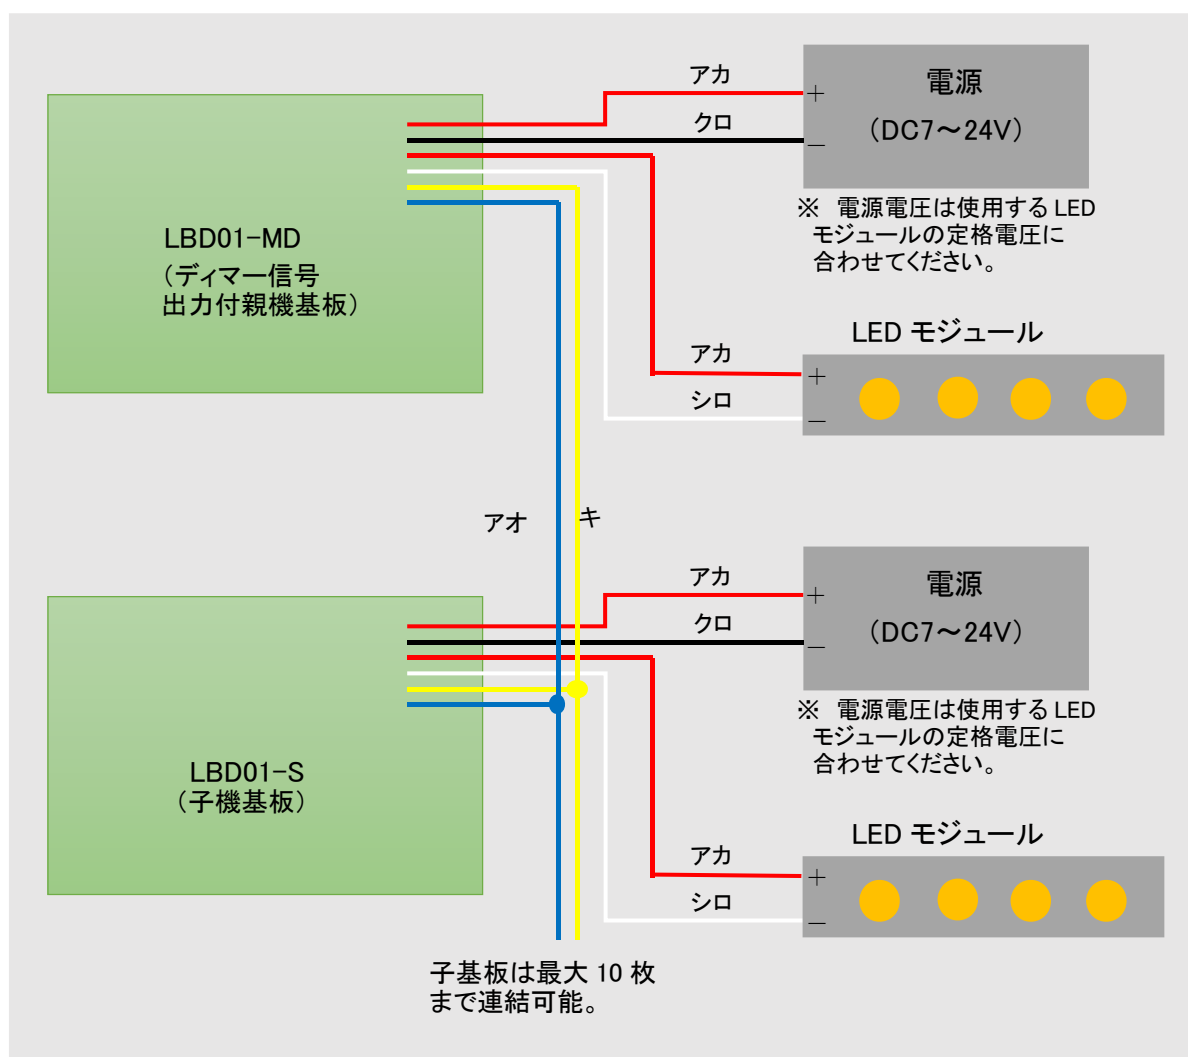 アカ
電源
+
クロ
（DC7～24V）
－
※ 電源電圧は使用する LED
モジュールの定格電圧に
合わせてください。
LBD01-MD
（ディマー信号
出力付親機基板）
LED モジュール
アカ
+
シロ
－
アオ
キ
アカ
電源
+
クロ
（DC7～24V）
－
※ 電源電圧は使用する LED
モジュールの定格電圧に
合わせてください。
LBD01-S
（子機基板）
LED モジュール
アカ
+
シロ
－
子基板は最大 10 枚
まで連結可能。